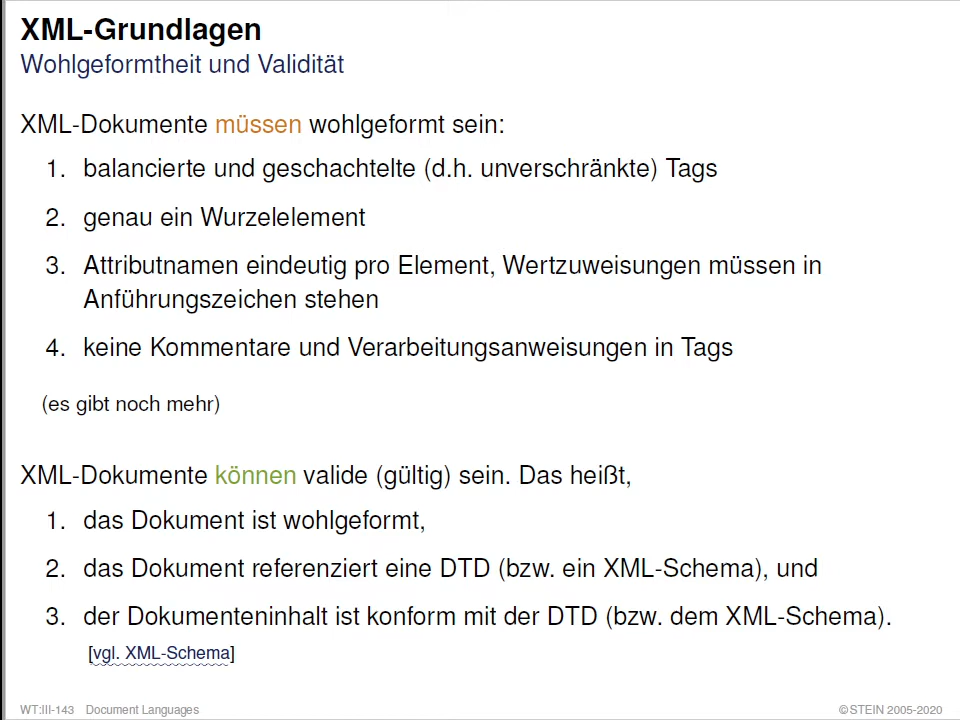 XML-Grundlagen
Wohlgeformtheit und Validität
XML-Dokumente müssen wohlgeformt sein:
1. balancierte und geschachtelte (d.h. unverschränkte) Tags
2. genau ein Wurzelelement
3. Attributnamen eindeutig pro Element, Wertzuweisungen müssen in
Anführungszeichen stehen
4. keine Kommentare und Verarbeitungsanweisungen in Tags
(es gibt noch mehr)
XML-Dokumente können valide (gültig) sein. Das heißt,
1. das Dokument ist wohlgeformt,
2. das Dokument referenziert eine DTD (bzw. ein XML-Schema), und
3. der Dokumenteninhalt ist konform mit der DTD (bzw. dem XML-Schema).
[vgl. XML-Schema]
WT:III-143 Document Languages ©STEIN 2005-2020